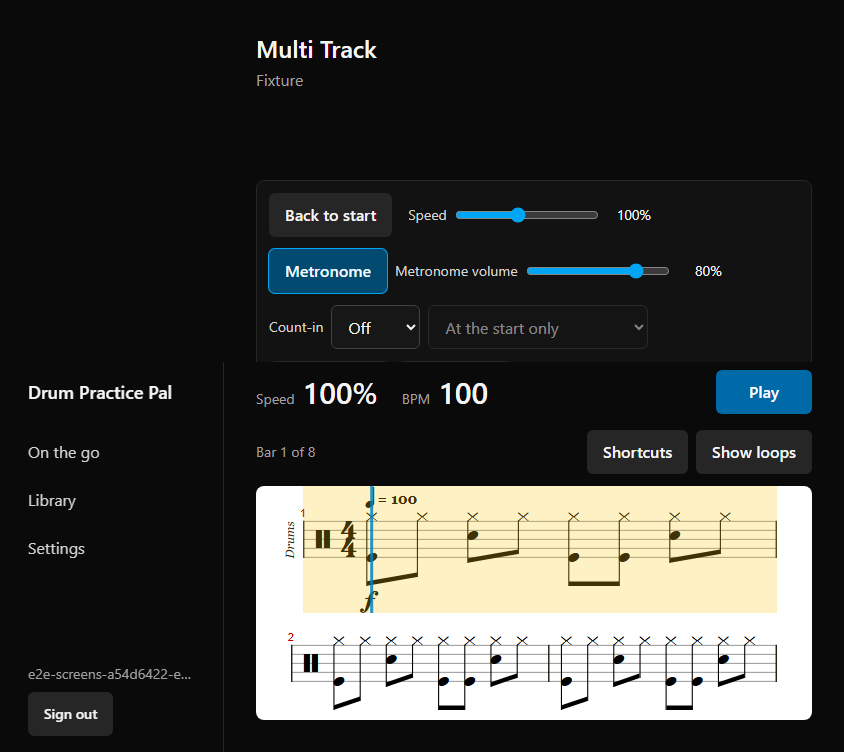 Multi Track
Fixture
Back to start Speed 100%
Metronome Metronome volume 80%
Count-in Off At the start only
Drum Practice Pal
On the go
Library
Settings
e2e-screens-a54d6422-e...
Sign out
Speed 100% BPM 100 Play
Bar 1 of 8 Shortcuts Show loops
= 100
1
Drums
4
4
f
2